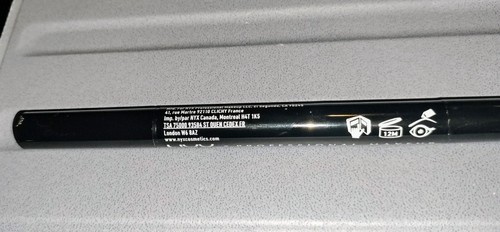 41, rue Martre 92110 CLICHY France
Imp. by/par NYX Canada, Montreal H4T 1K5
TSA 75000 93584 ST OUEN CEDEX FR
London W6 8AZ
www.nyxcosmetics.com
12M